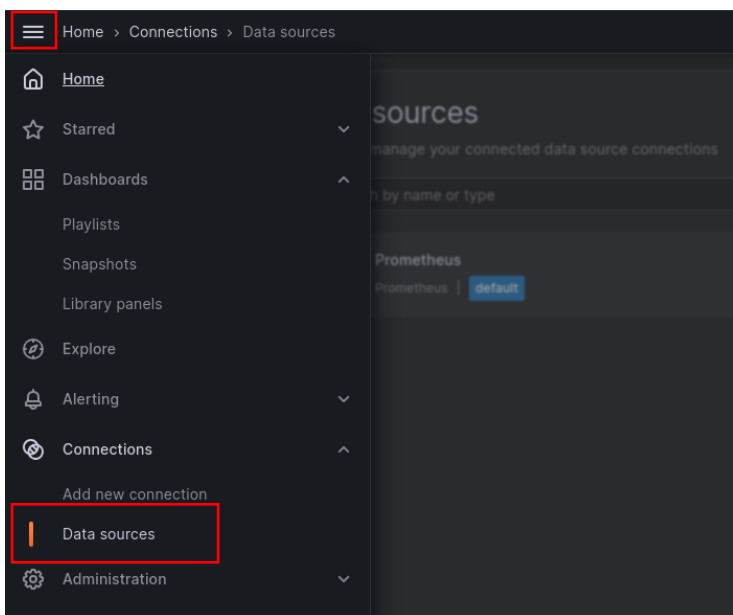 Home › Connections › Data sources
Home
Starred
Dashboards
Playlists
Snapshots
Library panels
Explore
Alerting
Connections
Add new connection
Data sources
Administration
sources
manage your connected data source connections
h by name or type
Prometheus
Prometheus | default